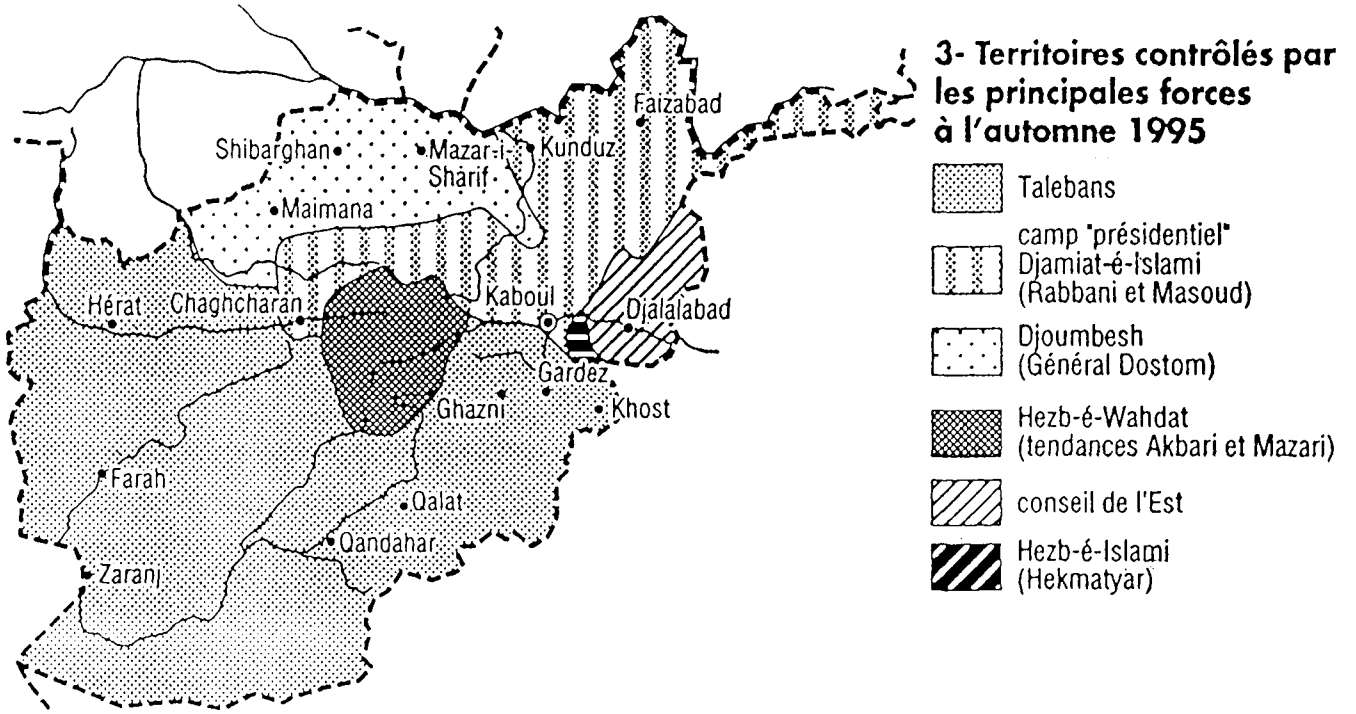 3- Territoires contrôlés par
les principales forces
à l'automne 1995
Talebans
camp "présidentiel"
Djamiat-é-Islami
(Rabbani et Masoud)
Djoumbesh
(Général Dostom)
Hezb-é-Wahdat
(tendances Akbari et Mazari)
conseil de l'Est
Hezb-é-Islami
(Hekmatyar)
Faizabad
Shibarghan
Mazar-i-
Sharif
Kunduz
Maimana
Hérat
Chaghcharan
Kaboul
Djalalabad
Gardez
Ghazni
Khost
Farah
Qalat
Qandahar
Zaranj